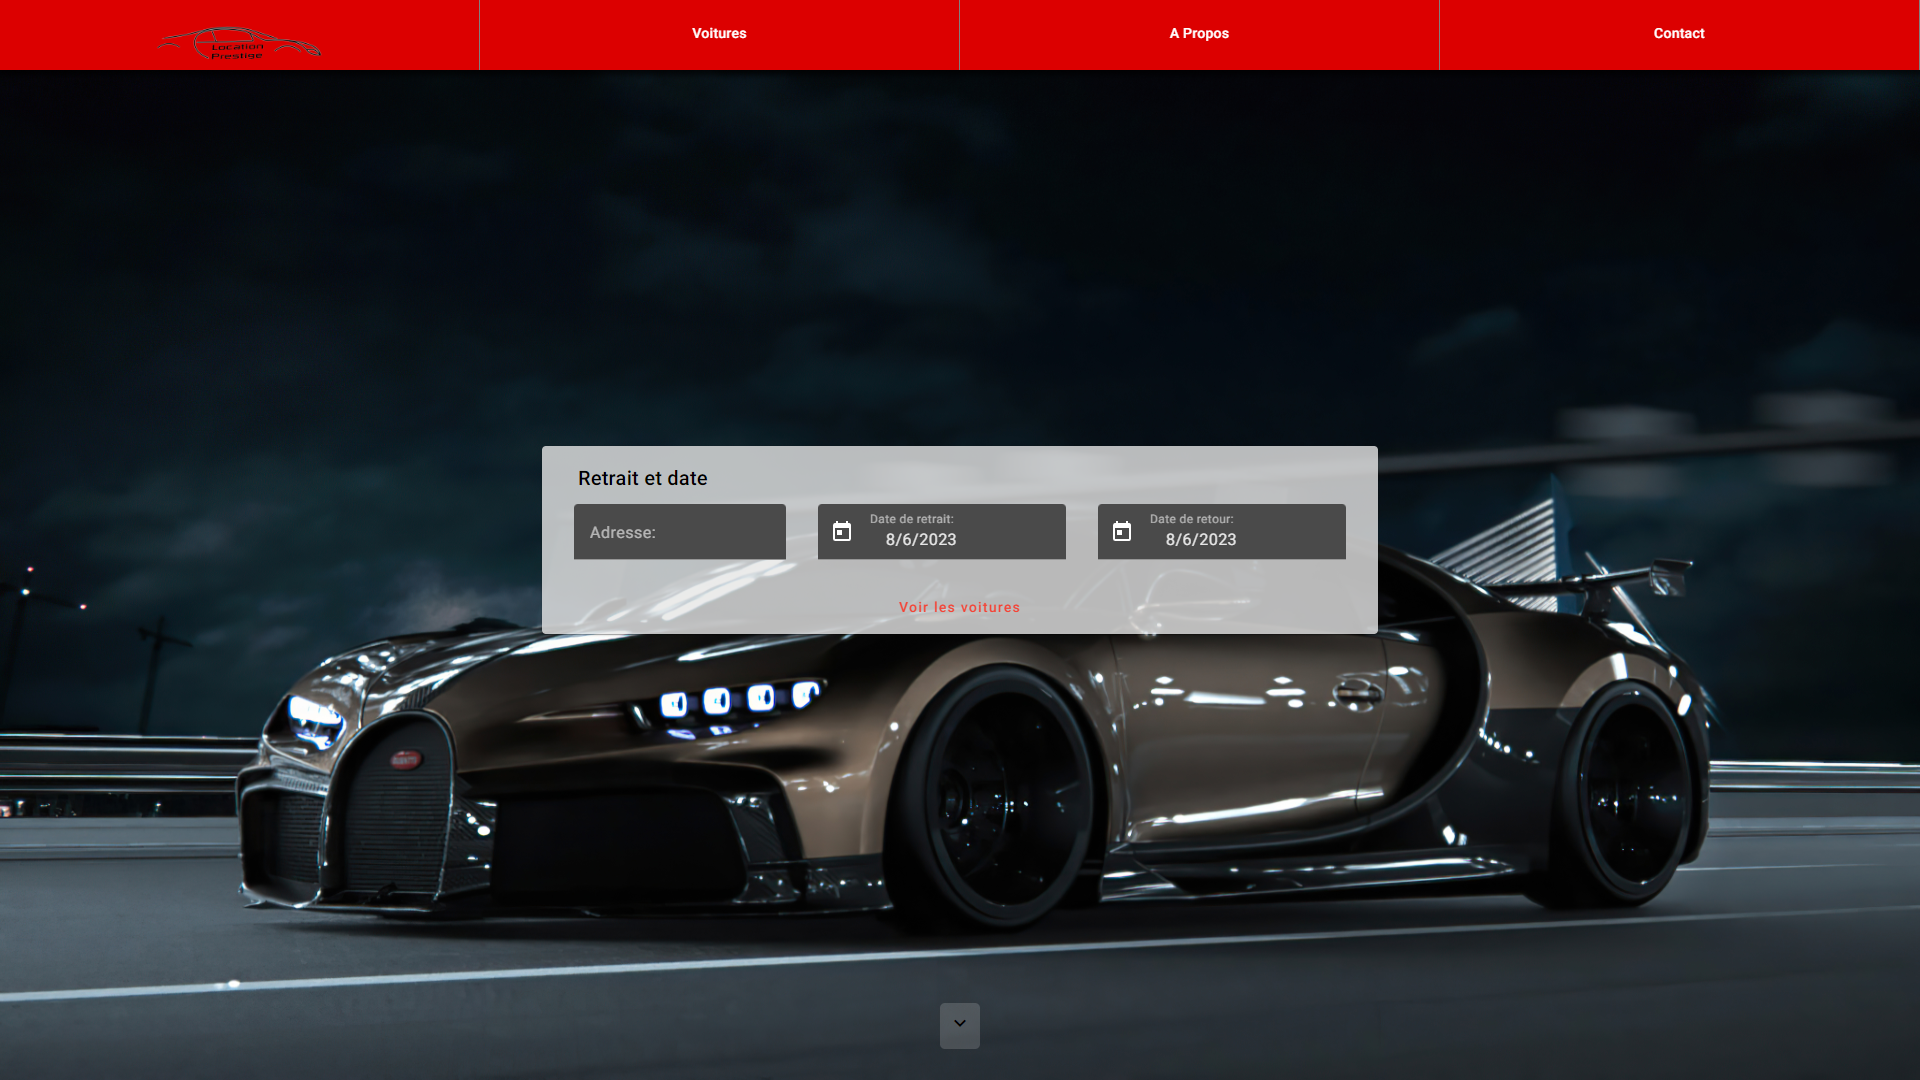 Location
Prestige
Voitures
A Propos
Contact
Retrait et date
Adresse:
Date de retrait:
8/6/2023
Date de retour:
8/6/2023
Voir les voitures